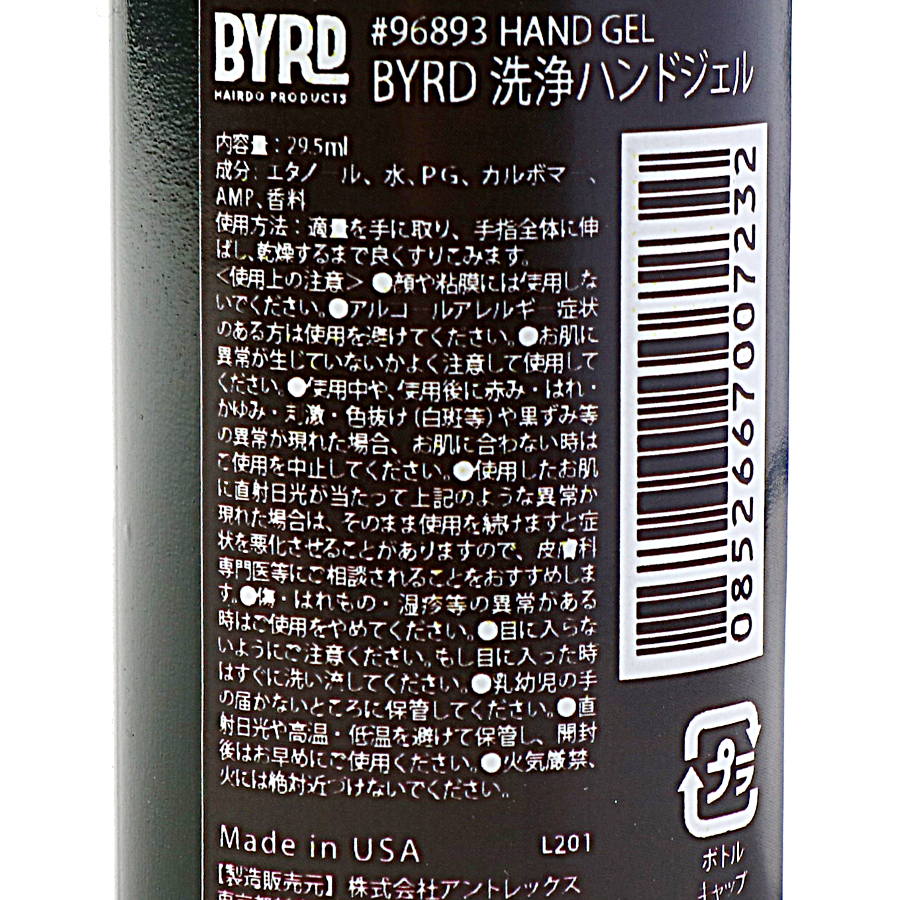 BYRD
HAIRDO PRODUCTS
#96893 HAND GEL
BYRD 洗浄ハンドジェル
内容量：29.5ml
成分：エタノール、水、PG、カルボマー、
AMP、香料
使用方法：適量を手に取り、手指全体に伸
ばし、乾燥するまで良くすりこみます。
＜使用上の注意＞ ●顔や粘膜には使用しな
いでください。●アルコールアレルギー症状
のある方は使用を避けてください。●お肌に
異常が生じていないかよく注意して使用して
ください。●使用中や、使用後に赤み・はれ・
かゆみ・刺激・色抜け（白斑等）や黒ずみ等
の異常が現れた場合、お肌に合わない時は
ご使用を中止してください。●使用したお肌
に直射日光が当たって上記のような異常が
現れた場合は、そのまま使用を続けますと症
状を悪化させることがありますので、皮膚科
専門医等にご相談されることをおすすめしま
す。●傷・はれもの・湿疹等の異常がある
時はご使用をやめてください。●目に入らな
いようにご注意ください。もし目に入った時
はすぐに洗い流してください。●乳幼児の手
の届かないところに保管してください。●直
射日光や高温・低温を避けて保管し、開封
後はお早めにご使用ください。●火気厳禁、
火には絶対近づけないでください。
Made in USA L201
【製造販売元】株式会社アントレックス
0852667007232
プラ
ボトル
キャップ